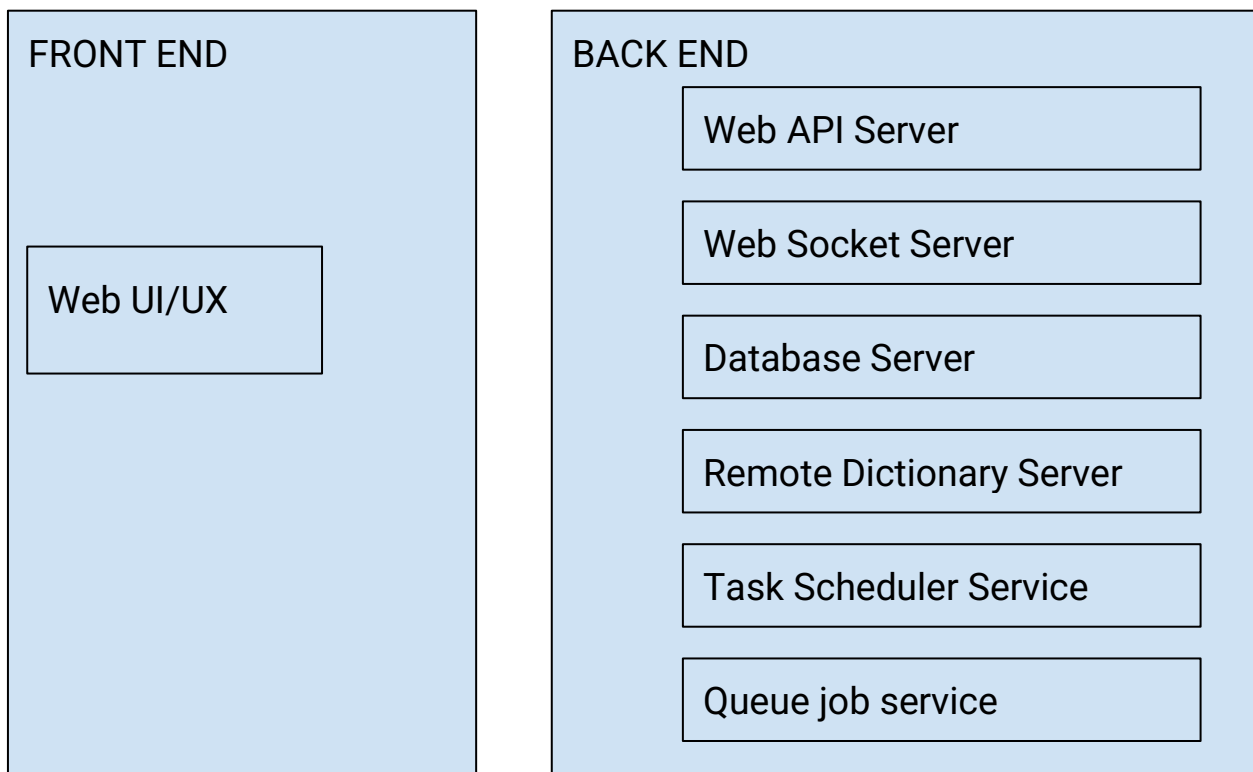 FRONT END
Web UI/UX
BACK END
Web API Server
Web Socket Server
Database Server
Remote Dictionary Server
Task Scheduler Service
Queue job service